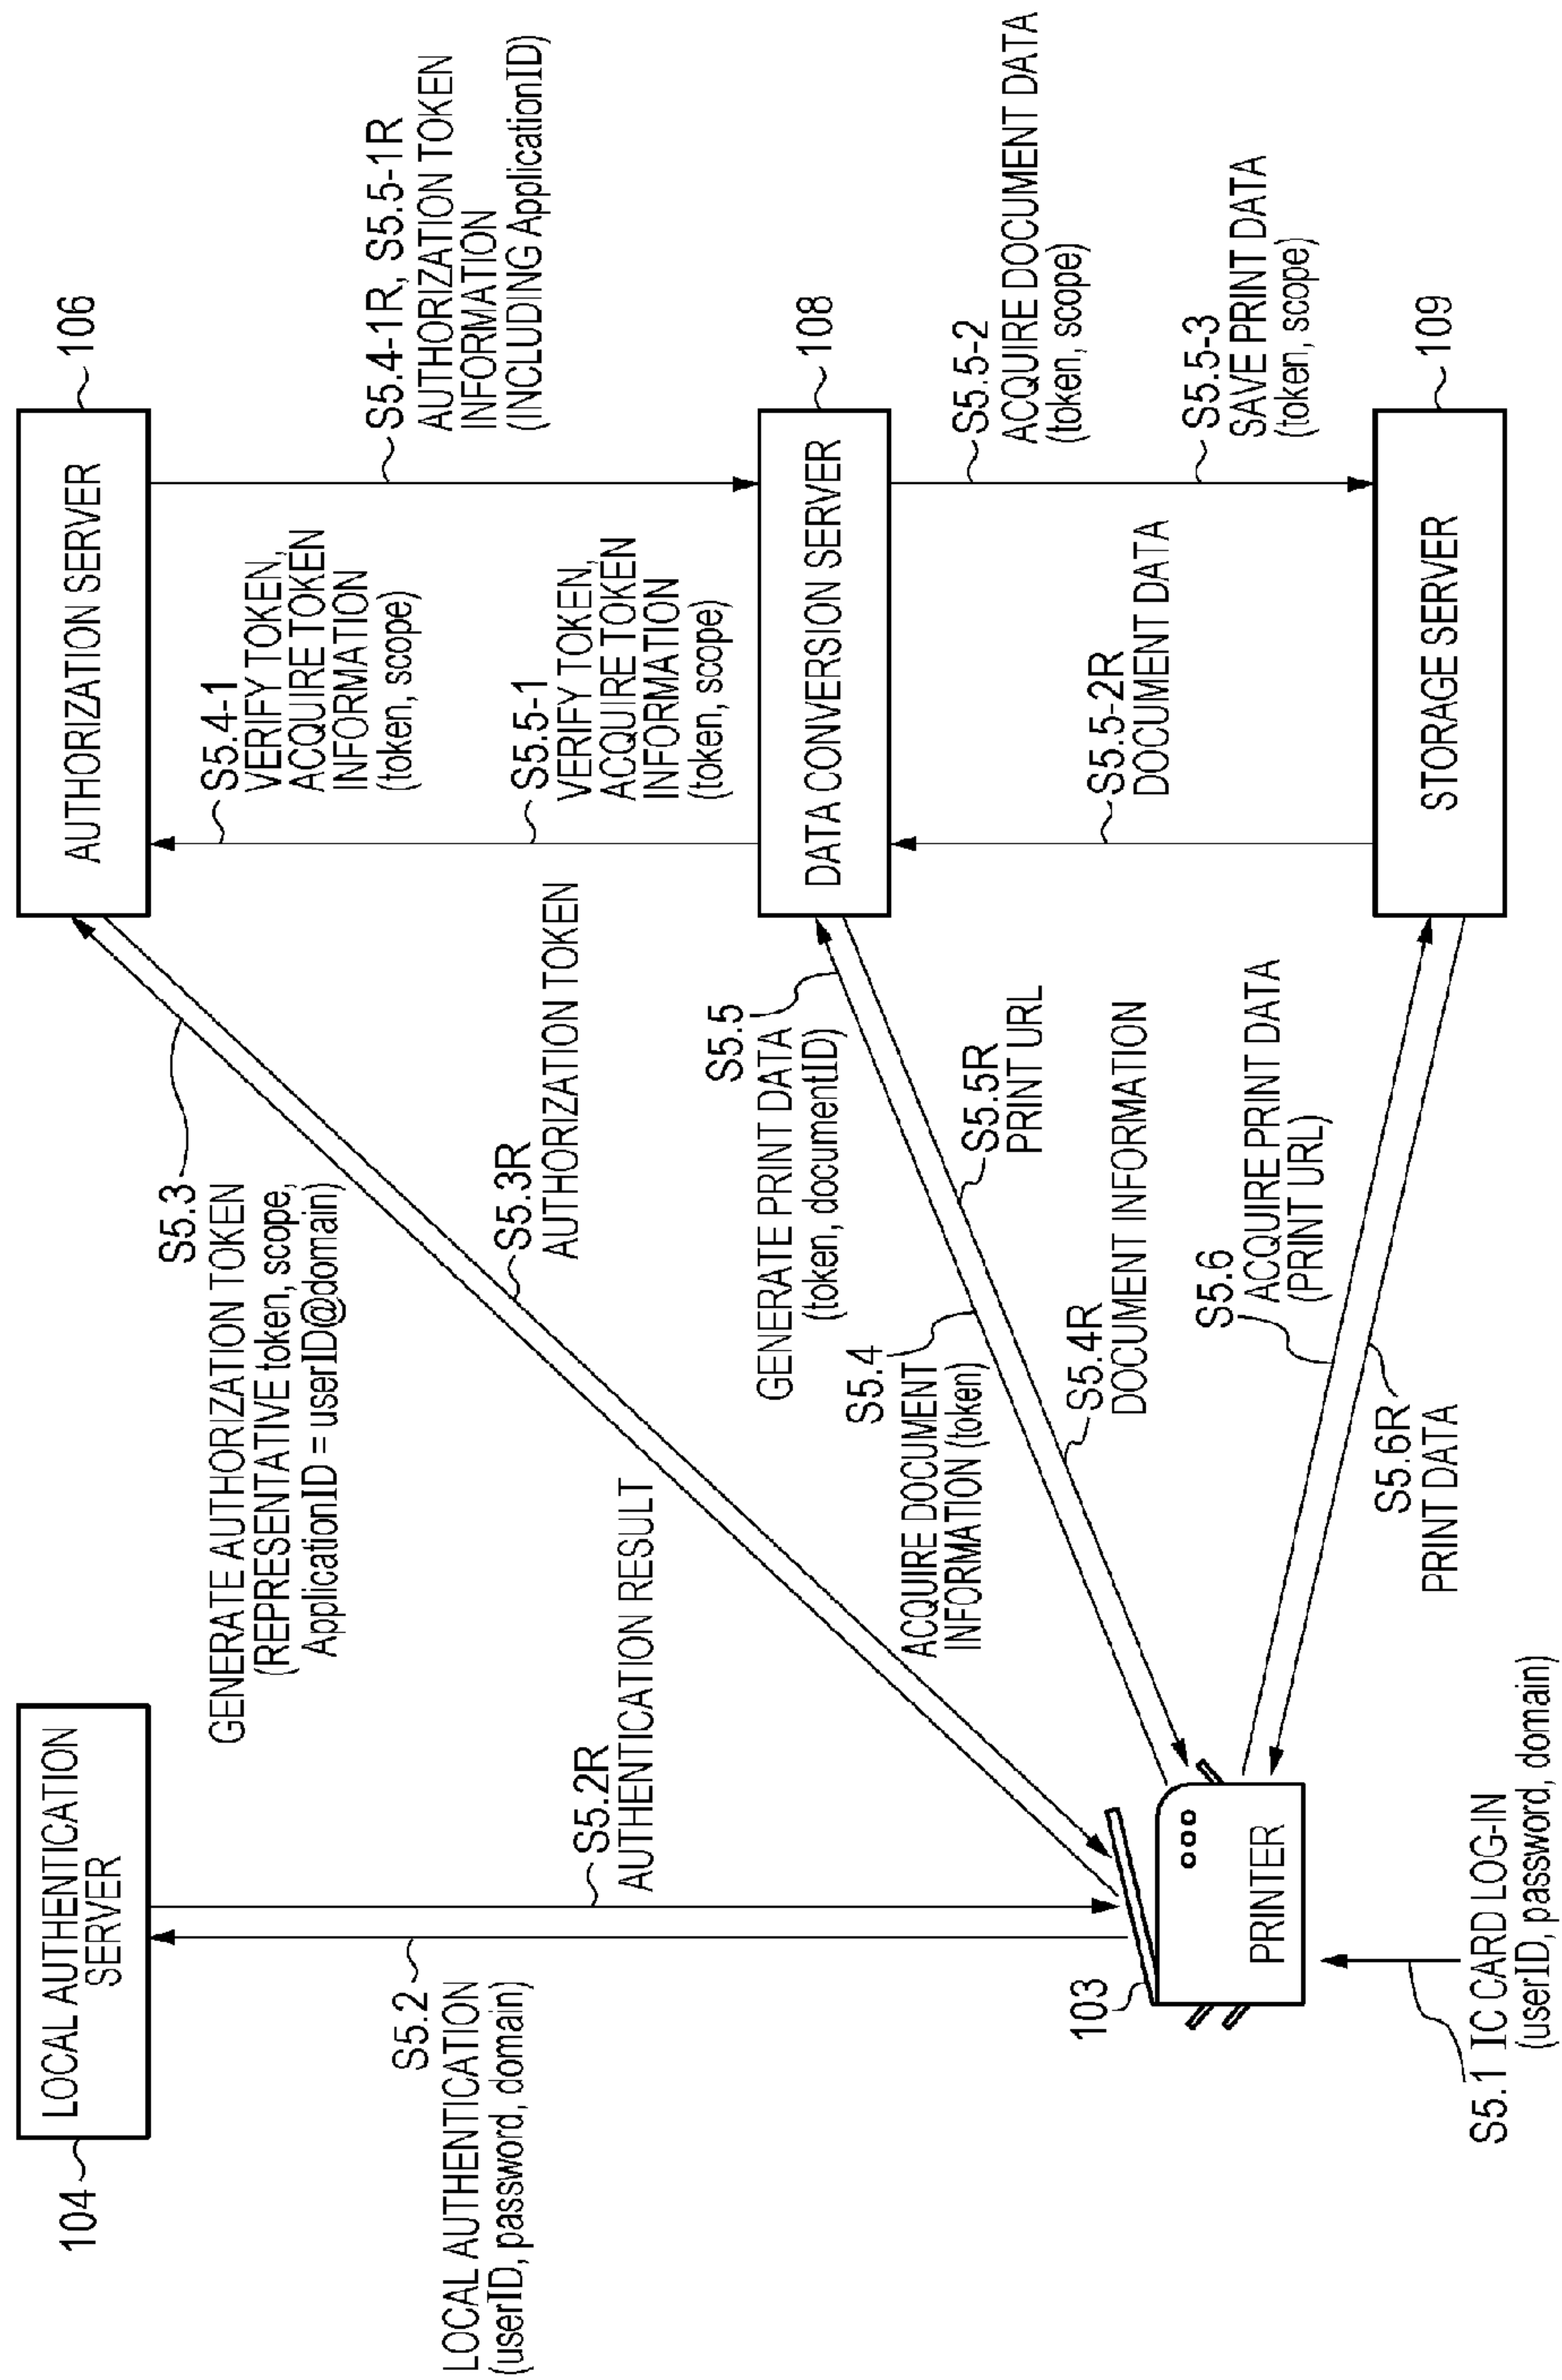 104
LOCAL AUTHENTICATION
SERVER
AUTHORIZATION SERVER
106
S5.3
GENERATE AUTHORIZATION TOKEN
(REPRESENTATIVE token, scope,
ApplicationID = userID@domain)
S5.4-1
VERIFY TOKEN,
ACQUIRE TOKEN
INFORMATION
(token, scope)
S5.4-1R, S5.5-1R
AUTHORIZATION TOKEN
INFORMATION
(INCLUDING ApplicationID)
S5.2
LOCAL AUTHENTICATION
(userID, password, domain)
S5.2R
AUTHENTICATION RESULT
S5.3R
AUTHORIZATION TOKEN
S5.5-1
VERIFY TOKEN,
ACQUIRE TOKEN
INFORMATION
(token, scope)
S5.5
GENERATE PRINT DATA
(token, documentID)
DATA CONVERSION SERVER
108
S5.4
ACQUIRE DOCUMENT
INFORMATION (token)
S5.5R
PRINT URL
S5.4R
DOCUMENT INFORMATION
S5.5-2
ACQUIRE DOCUMENT DATA
(token, scope)
S5.5-2R
DOCUMENT DATA
S5.5-3
SAVE PRINT DATA
(token, scope)
103
PRINTER
S5.6
ACQUIRE PRINT DATA
(PRINT URL)
S5.6R
PRINT DATA
STORAGE SERVER
109
S5.1 IC CARD LOG-IN
(userID, password, domain)